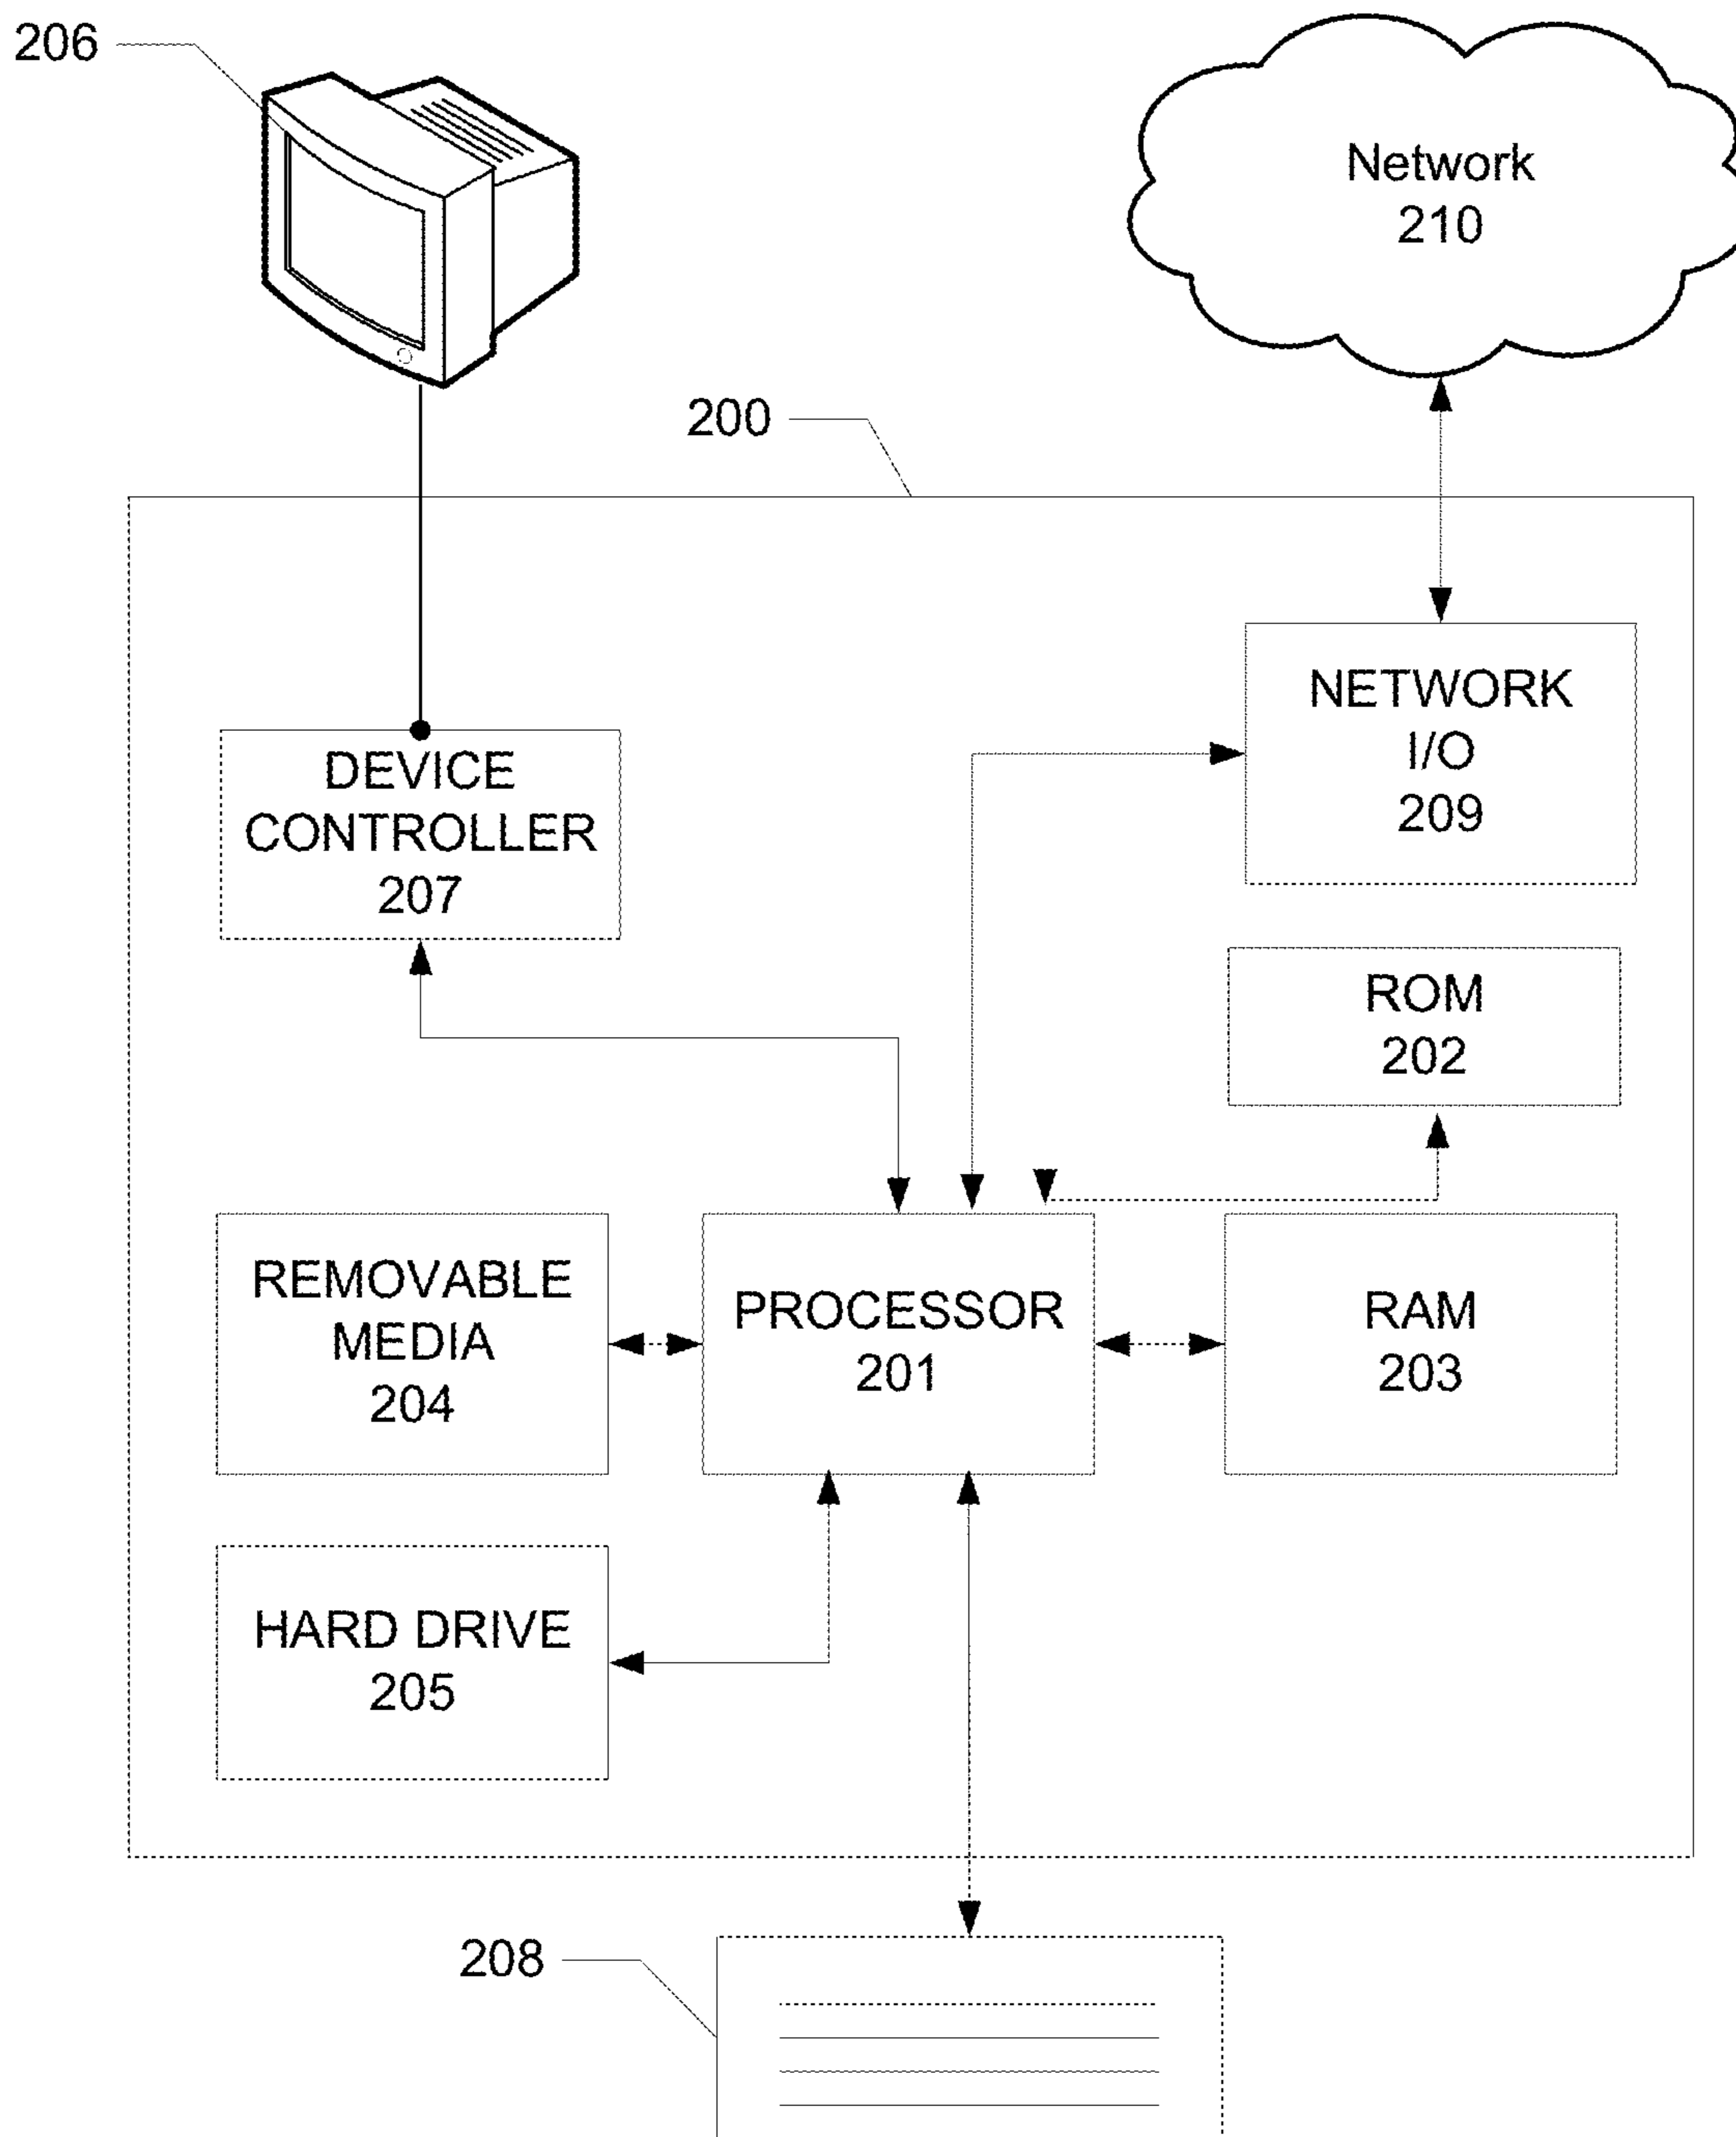 206
Network
210
200
NETWORK
I/O
209
DEVICE
CONTROLLER
207
ROM
202
REMOVABLE
MEDIA
204
PROCESSOR
201
RAM
203
HARD DRIVE
205
208